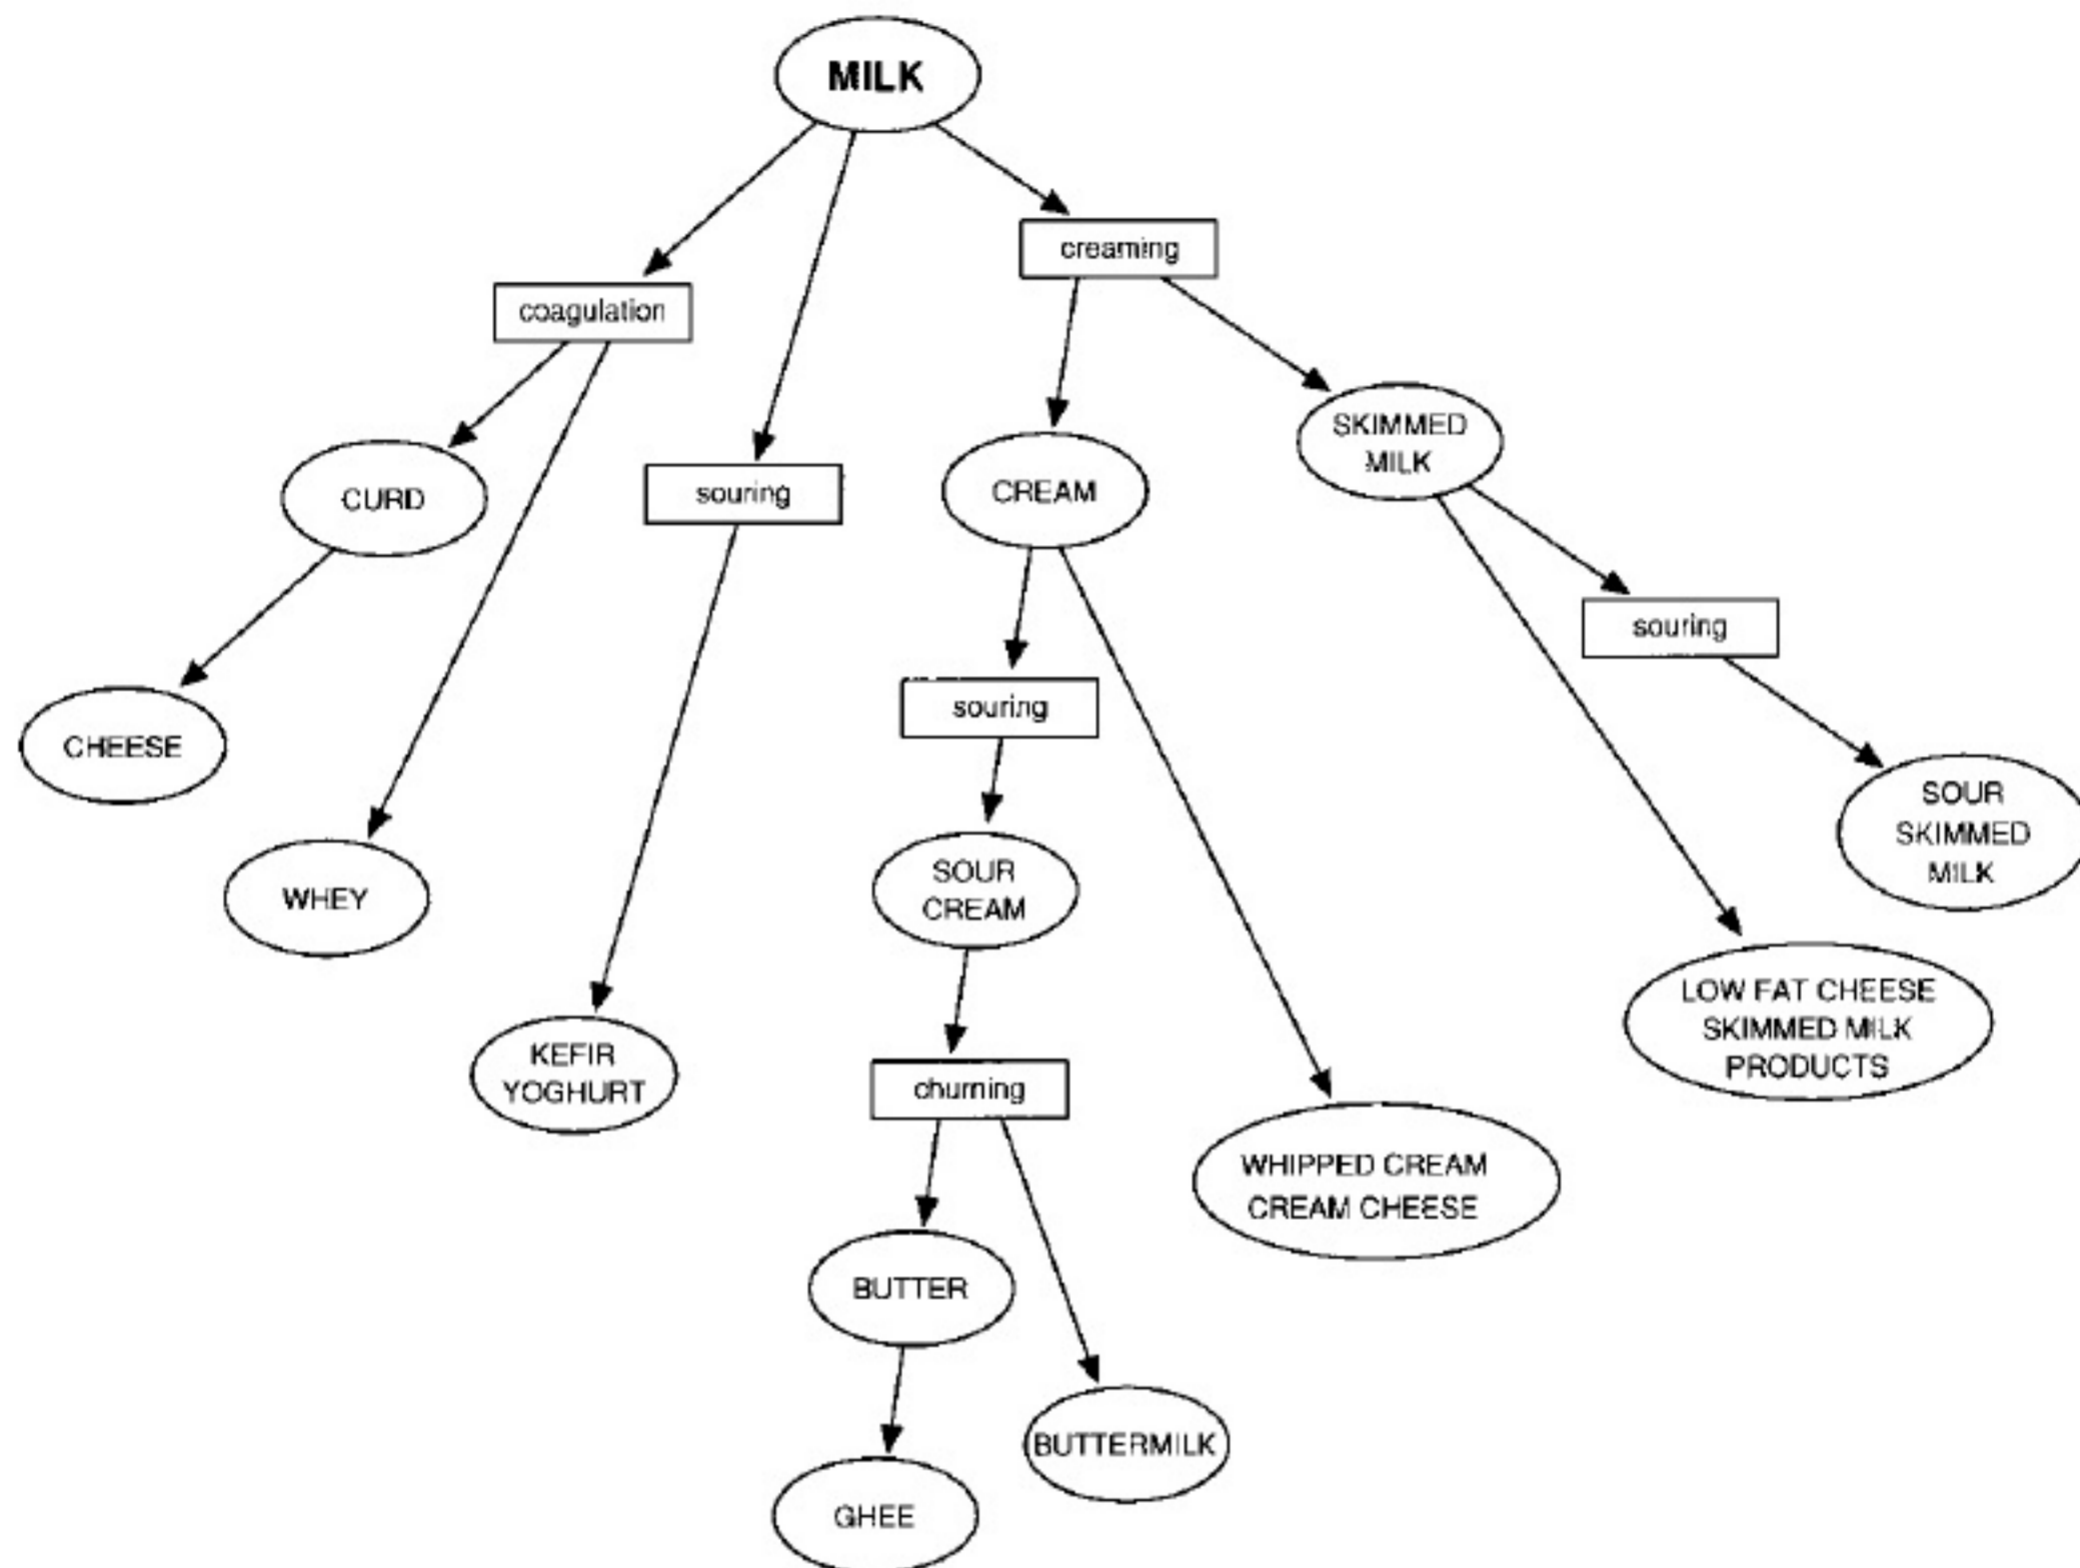 MILK
creaming
coagulation
SKIMMED
MILK
CURD
souring
CREAM
souring
souring
CHEESE
WHEY
SOUR
CREAM
SOUR
SKIMMED
MILK
KEFIR
YOGHURT
LOW FAT CHEESE
SKIMMED MILK
PRODUCTS
churning
WHIPPED CREAM
CREAM CHEESE
BUTTER
BUTTERMILK
GHEE